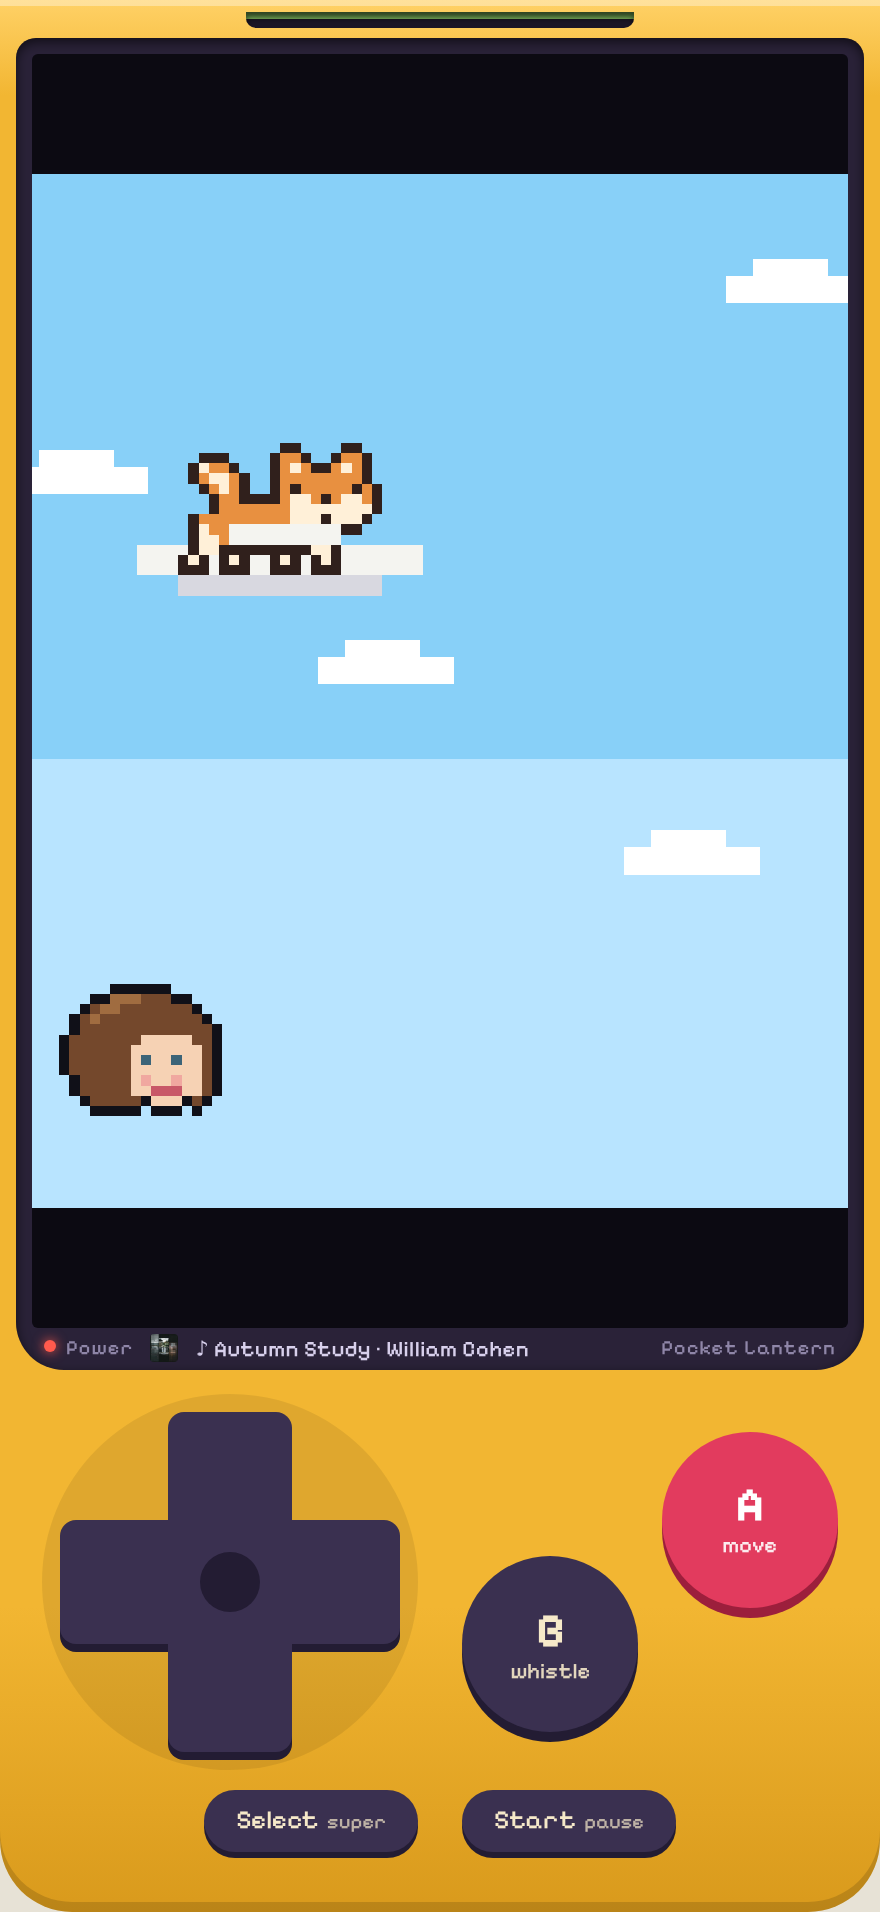 Power
♪ Autumn Study · William Cohen
Pocket Lantern
A
move
B
whistle
Select super
Start pause